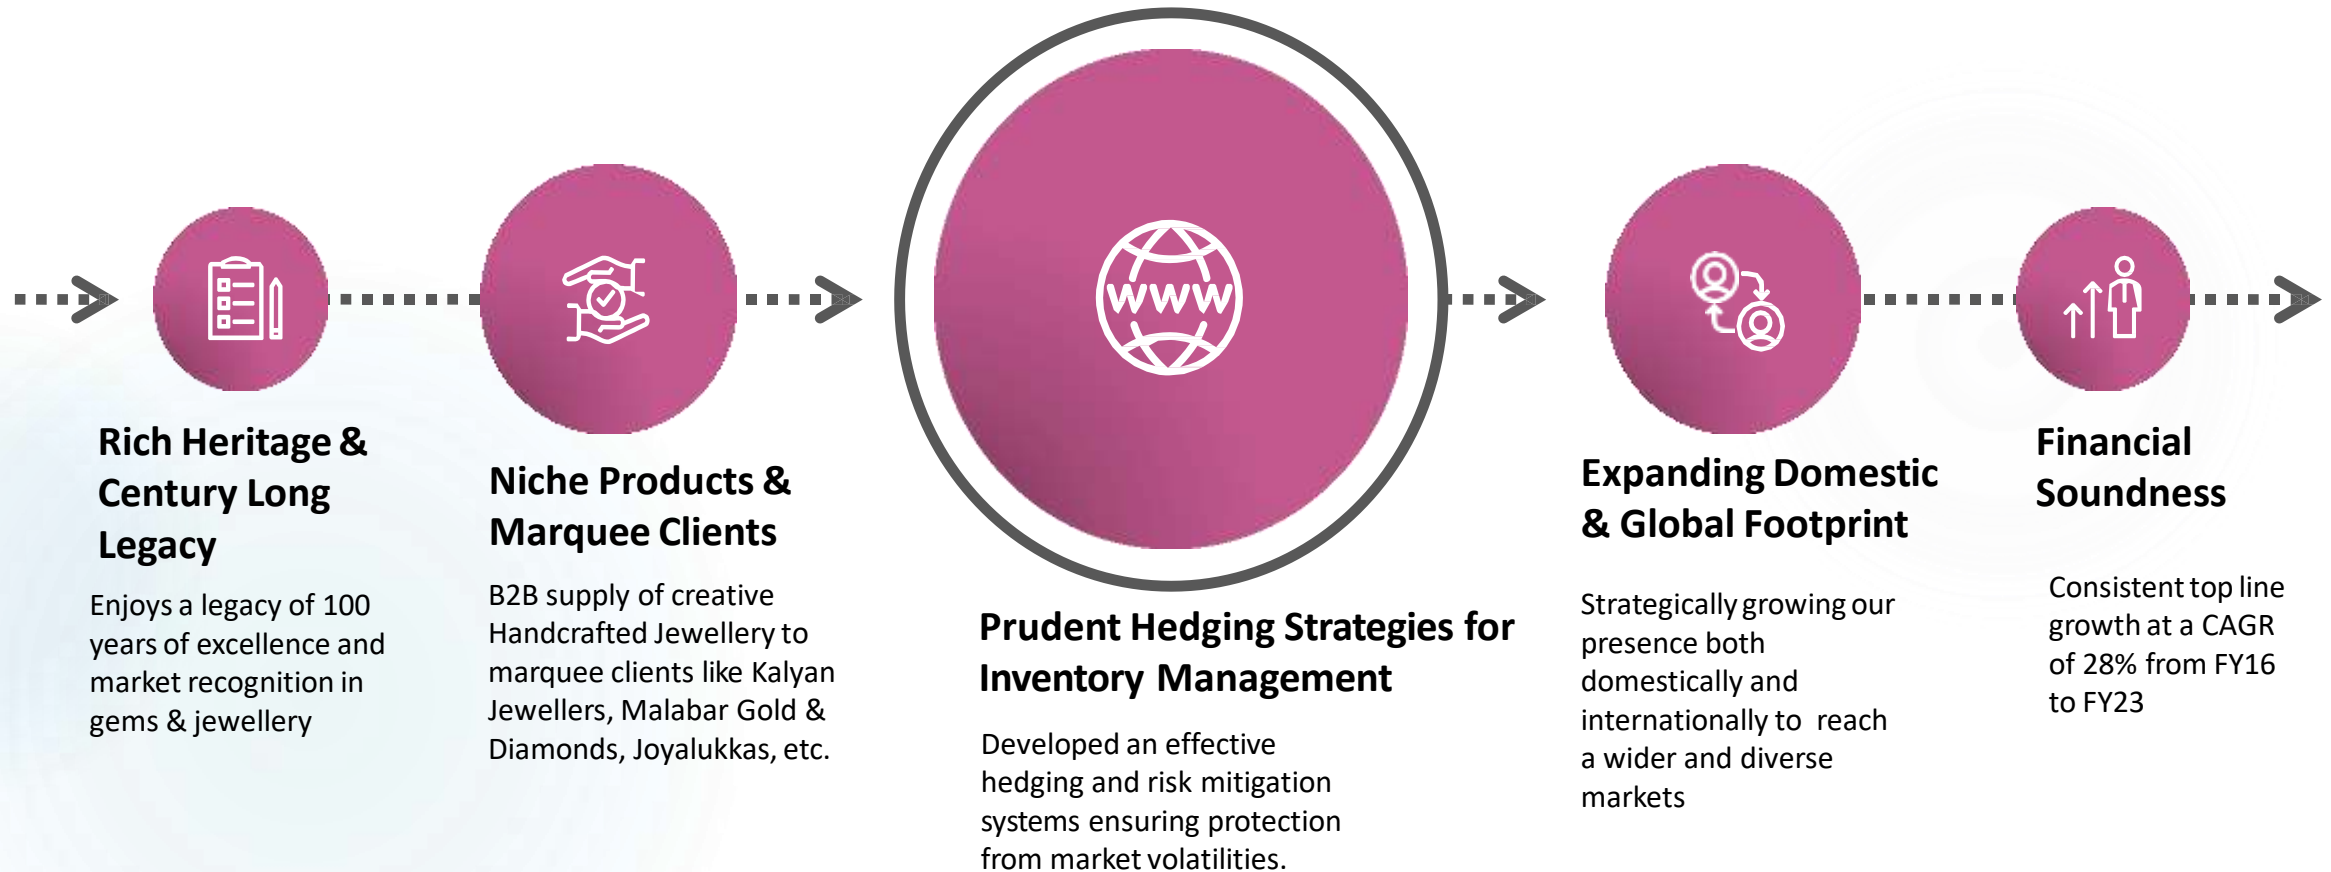 WWW
Rich Heritage &
Century Long
Legacy
Enjoys a legacy of 100
years of excellence and
market recognition in
gems & jewellery
Niche Products &
Marquee Clients
B2B supply of creative
Handcrafted Jewellery to
marquee clients like Kalyan
Jewellers, Malabar Gold &
Diamonds, Joyalukkas, etc.
Prudent Hedging Strategies for
Inventory Management
Developed an effective
hedging and risk mitigation
systems ensuring protection
from market volatilities.
Expanding Domestic
& Global Footprint
Strategically growing our
presence both
domestically and
internationally to reach
a wider and diverse
markets
Financial
Soundness
Consistent top line
growth at a CAGR
of 28% from FY16
to FY23